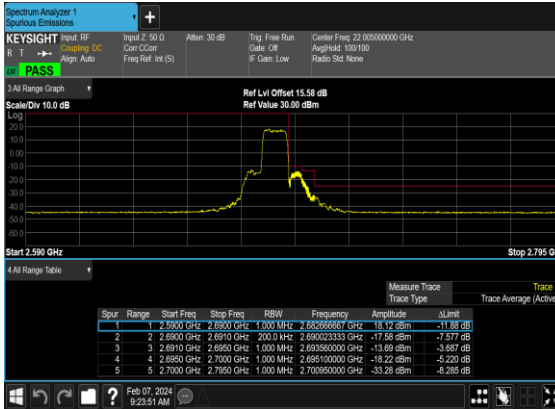 Spectrum Analyzer 1
Spurious Emissions
+
KEYSIGHT Input: RF Input Z: 50 Ω Atten: 30 dB Trig: Free Run Center Freq: 22.005000000 GHz
R T Coupling: DC Corr CCorr Gate: Off Avg|Hold: 100/100
Align: Auto Freq Ref: Int (S) IF Gain: Low Radio Std: None
PASS
3 All Range Graph
Ref Lvl Offset 15.58 dB
Scale/Div 10.0 dB Ref Value 30.00 dBm
Log
20.0
10.0
0.00
-10.0
-20.0
-30.0
-40.0
-50.0
-60.0
Start 2.590 GHz Stop 2.795 G
4 All Range Table
Measure Trace Trace
Trace Type Trace Average (Active
Spur Range Start Freq Stop Freq RBW Frequency Amplitude ΔLimit
1 1 2.5900 GHz 2.6900 GHz 1.000 MHz 2.682666667 GHz 18.12 dBm -11.88 dB
2 2 2.6900 GHz 2.6910 GHz 200.0 kHz 2.690023333 GHz -17.58 dBm -7.577 dB
3 3 2.6910 GHz 2.6950 GHz 1.000 MHz 2.693560000 GHz -13.69 dBm -3.687 dB
4 4 2.6950 GHz 2.7000 GHz 1.000 MHz 2.695100000 GHz -18.22 dBm -5.220 dB
5 5 2.7000 GHz 2.7950 GHz 1.000 MHz 2.700950000 GHz -33.28 dBm -8.285 dB
? Feb 07, 2024
9:23:51 AM